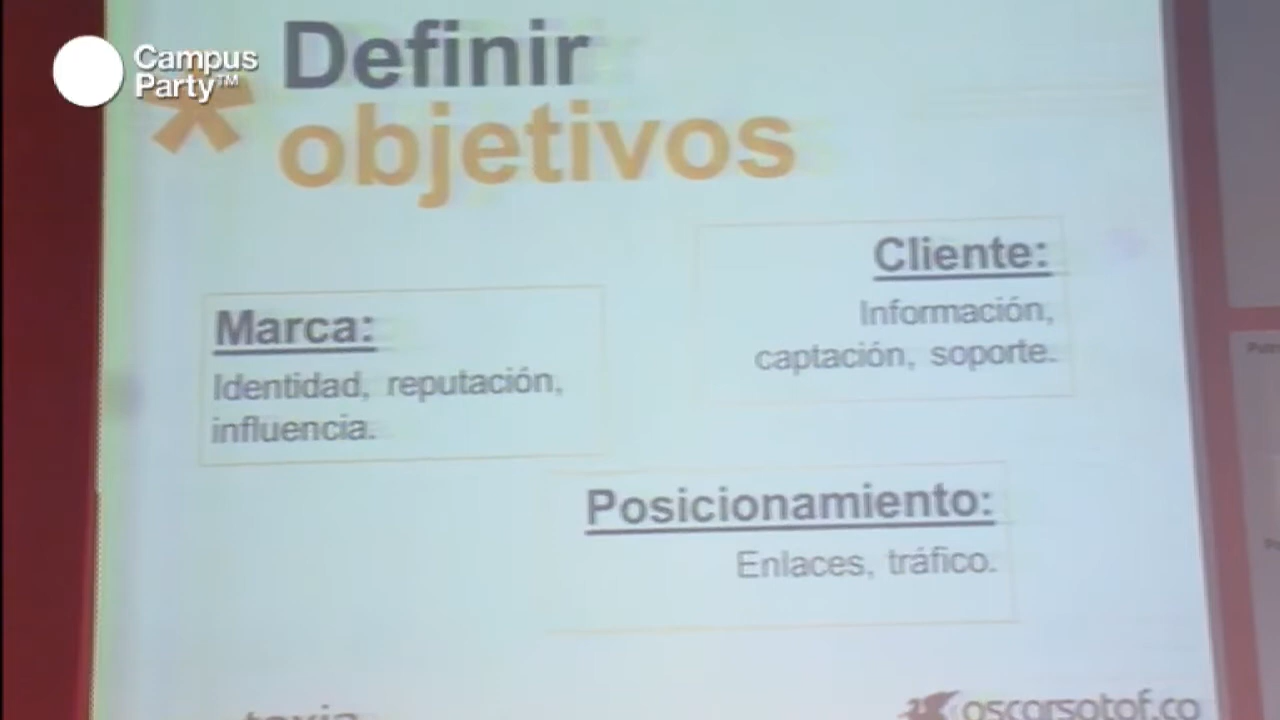 Campus
Party™
Definir
objetivos
Cliente:
Información,
captación, soporte.
Marca:
Identidad, reputación,
influencia.
Posicionamiento:
Enlaces, tráfico.